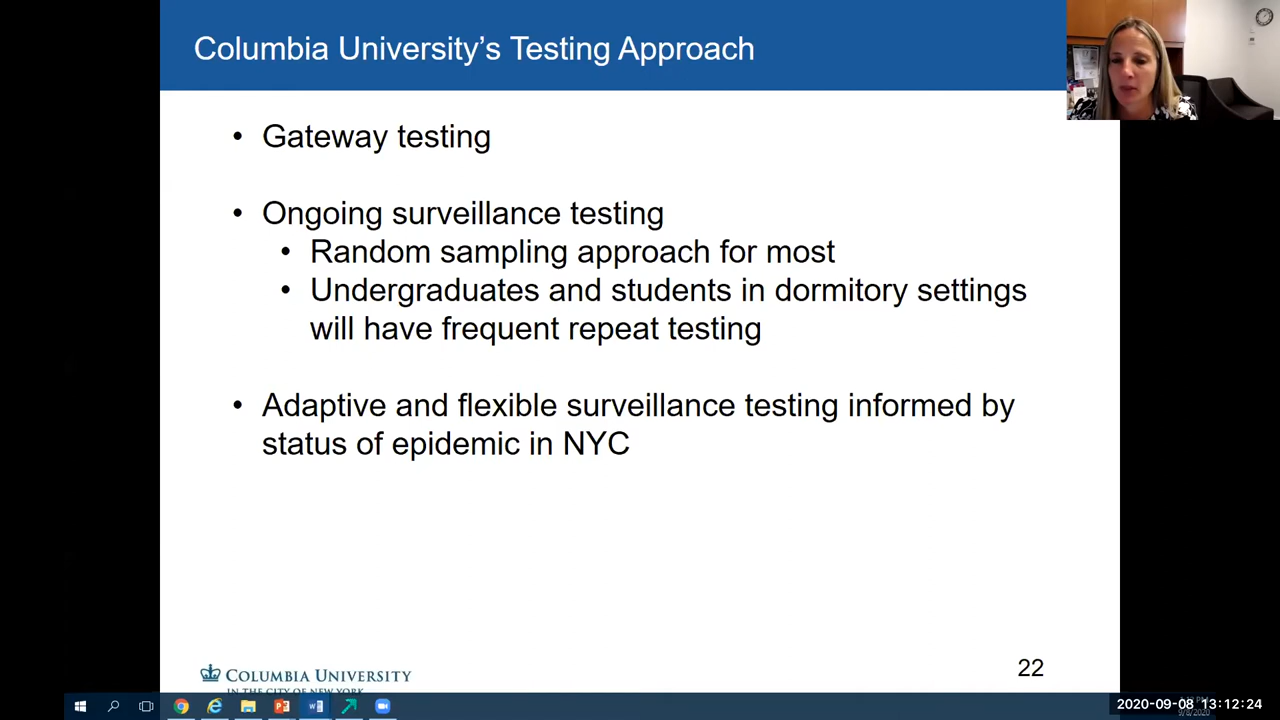 Columbia University's Testing Approach
• Gateway testing
• Ongoing surveillance testing
• Random sampling approach for most
• Undergraduates and students in dormitory settings
will have frequent repeat testing
• Adaptive and flexible surveillance testing informed by
status of epidemic in NYC
COLUMBIA UNIVERSITY
IN THE CITY OF NEW YORK
22
2020-09-08 13:12:24